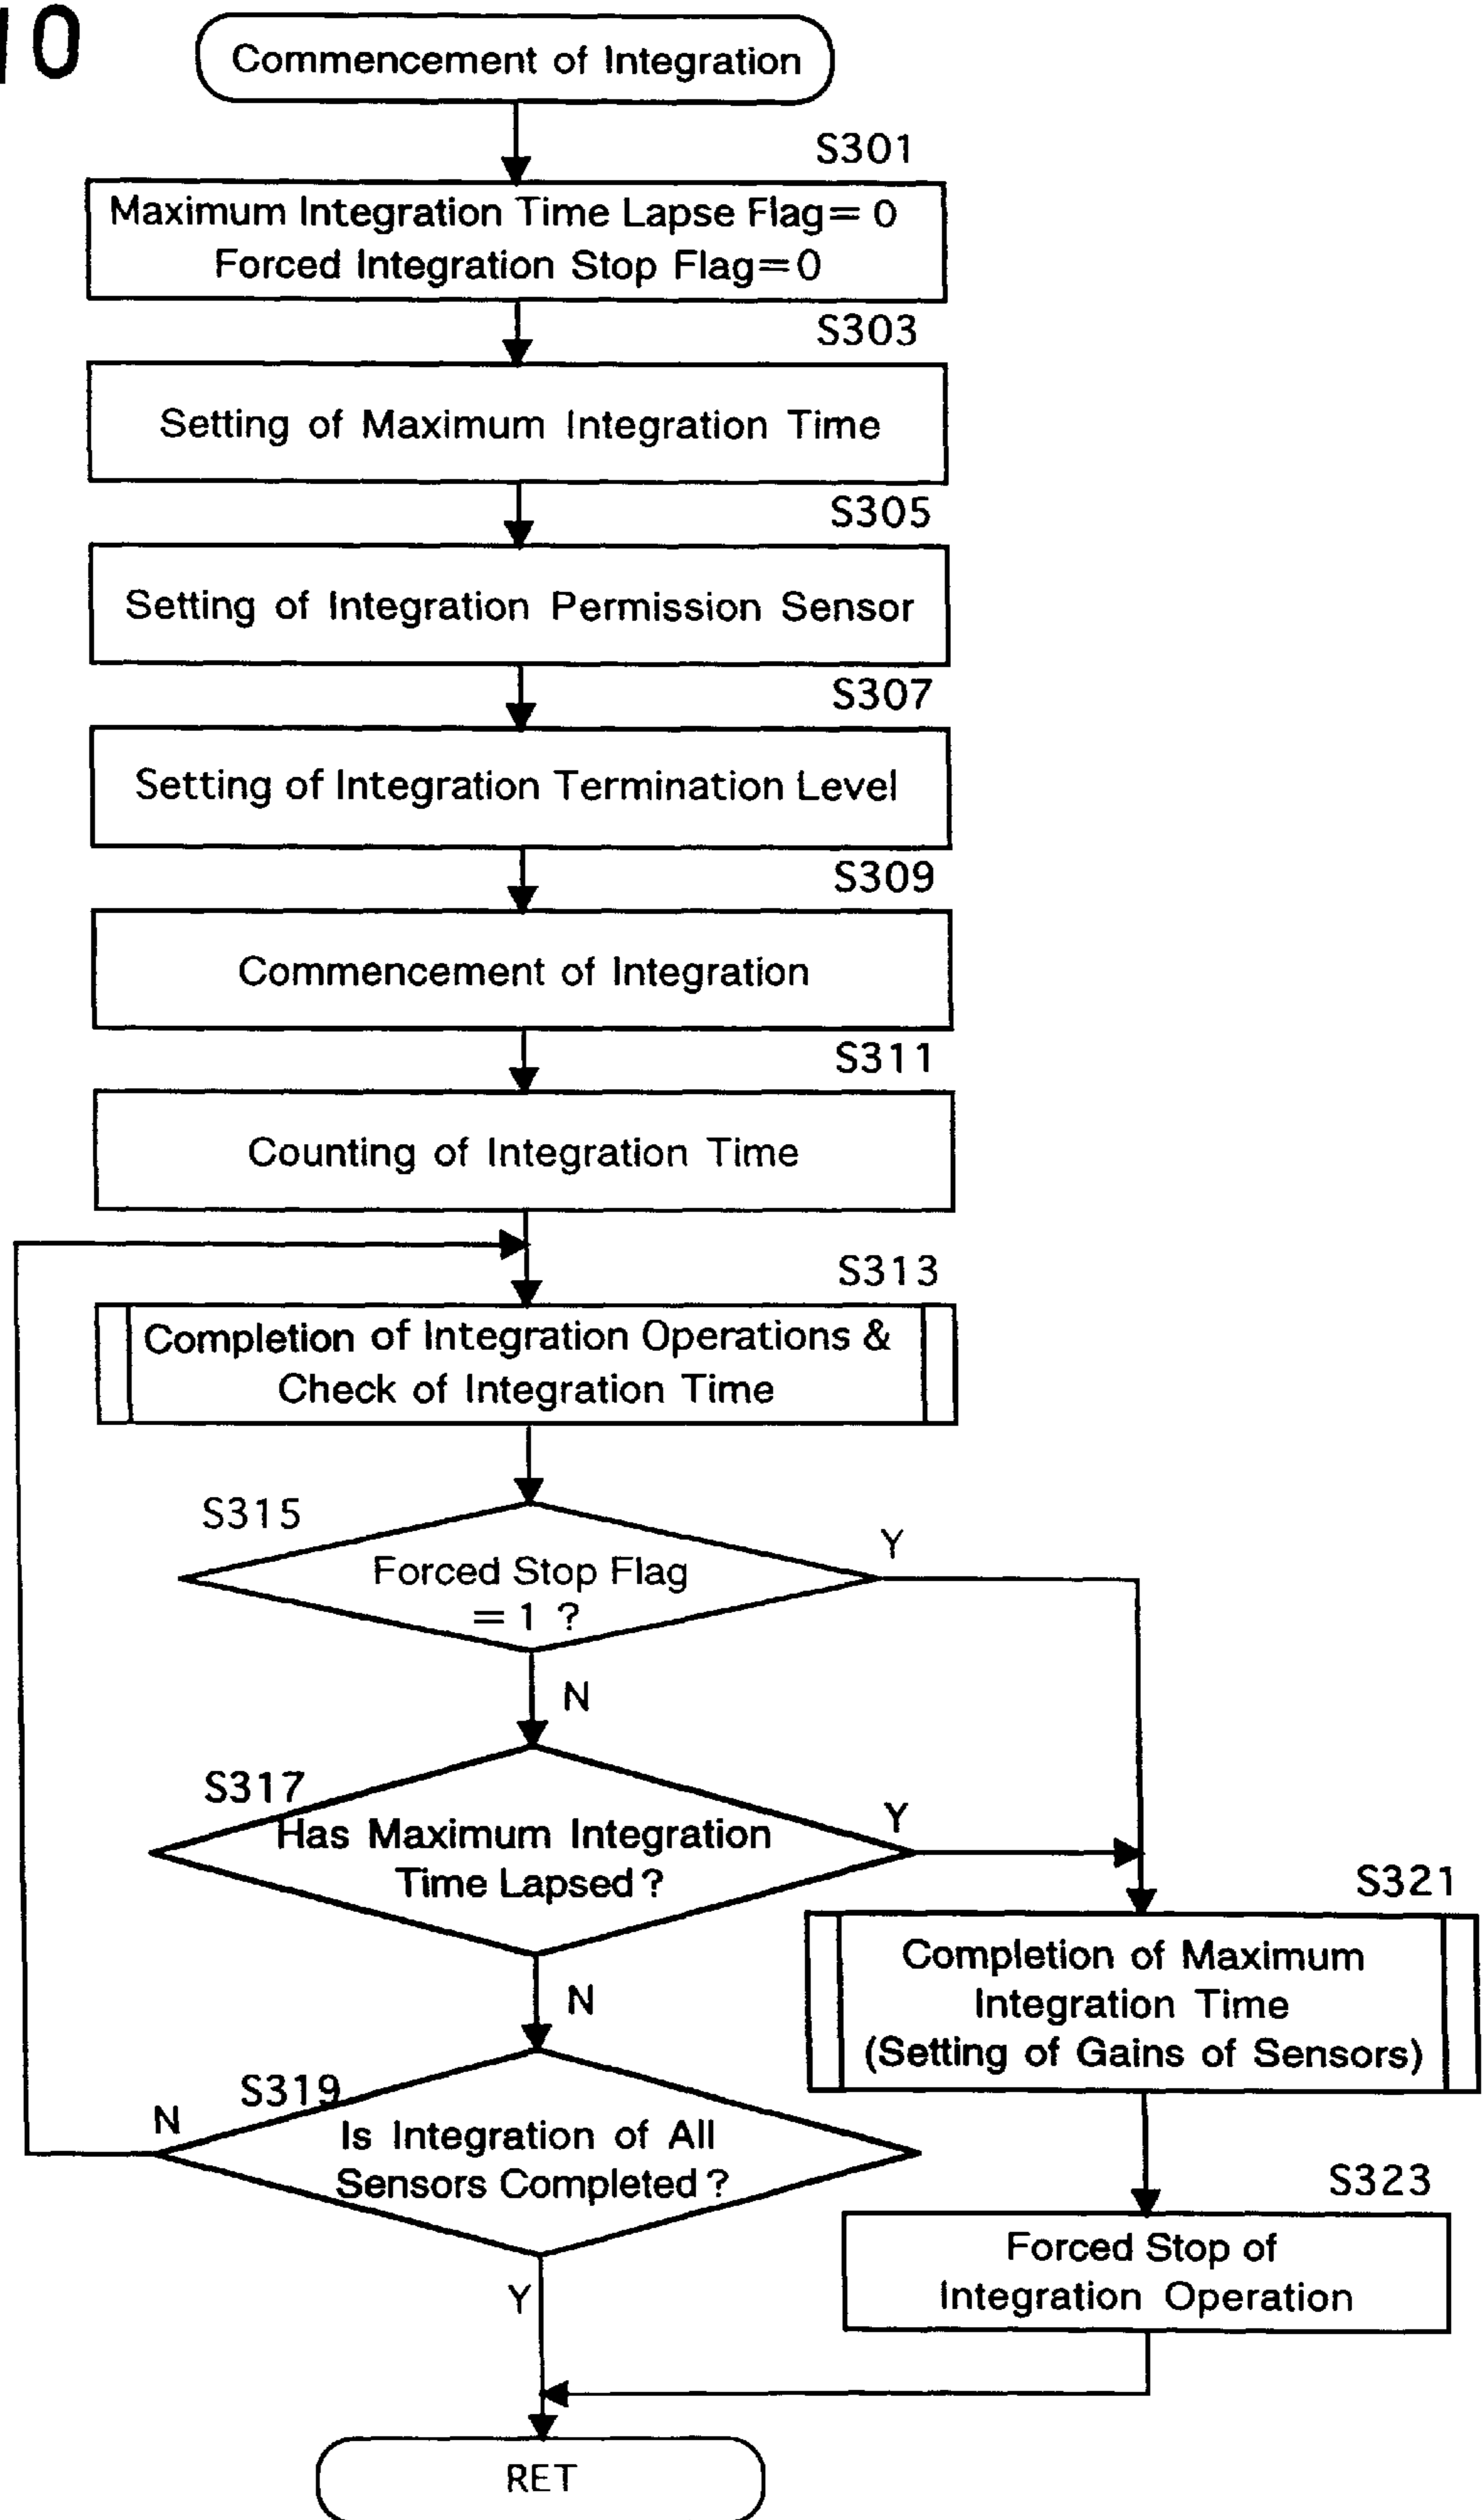 10
Commencement of Integration
S301
Maximum Integration Time Lapse Flag=0
Forced Integration Stop Flag=0
S303
Setting of Maximum Integration Time
S305
Setting of Integration Permission Sensor
S307
Setting of Integration Termination Level
S309
Commencement of Integration
S311
Counting of Integration Time
S313
Completion of Integration Operations &
Check of Integration Time
S315
Forced Stop Flag
=1 ?
Y
N
S317
Has Maximum Integration
Time Lapsed?
Y
N
S321
Completion of Maximum
Integration Time
(Setting of Gains of Sensors)
S319
N
Is Integration of All
Sensors Completed?
Y
S323
Forced Stop of
Integration Operation
RET